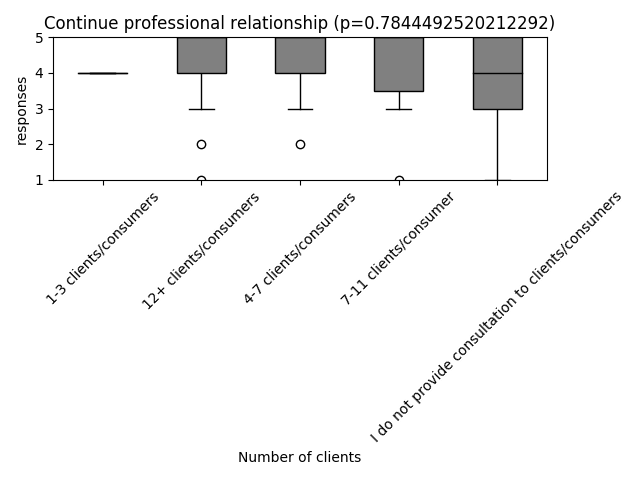 Continue professional relationship (p=0.7844492520212292)
responses
5
4
3
2
1
1-3 clients/consumers
12+ clients/consumers
4-7 clients/consumers
7-11 clients/consumer
I do not provide consultation to clients/consumers
Number of clients